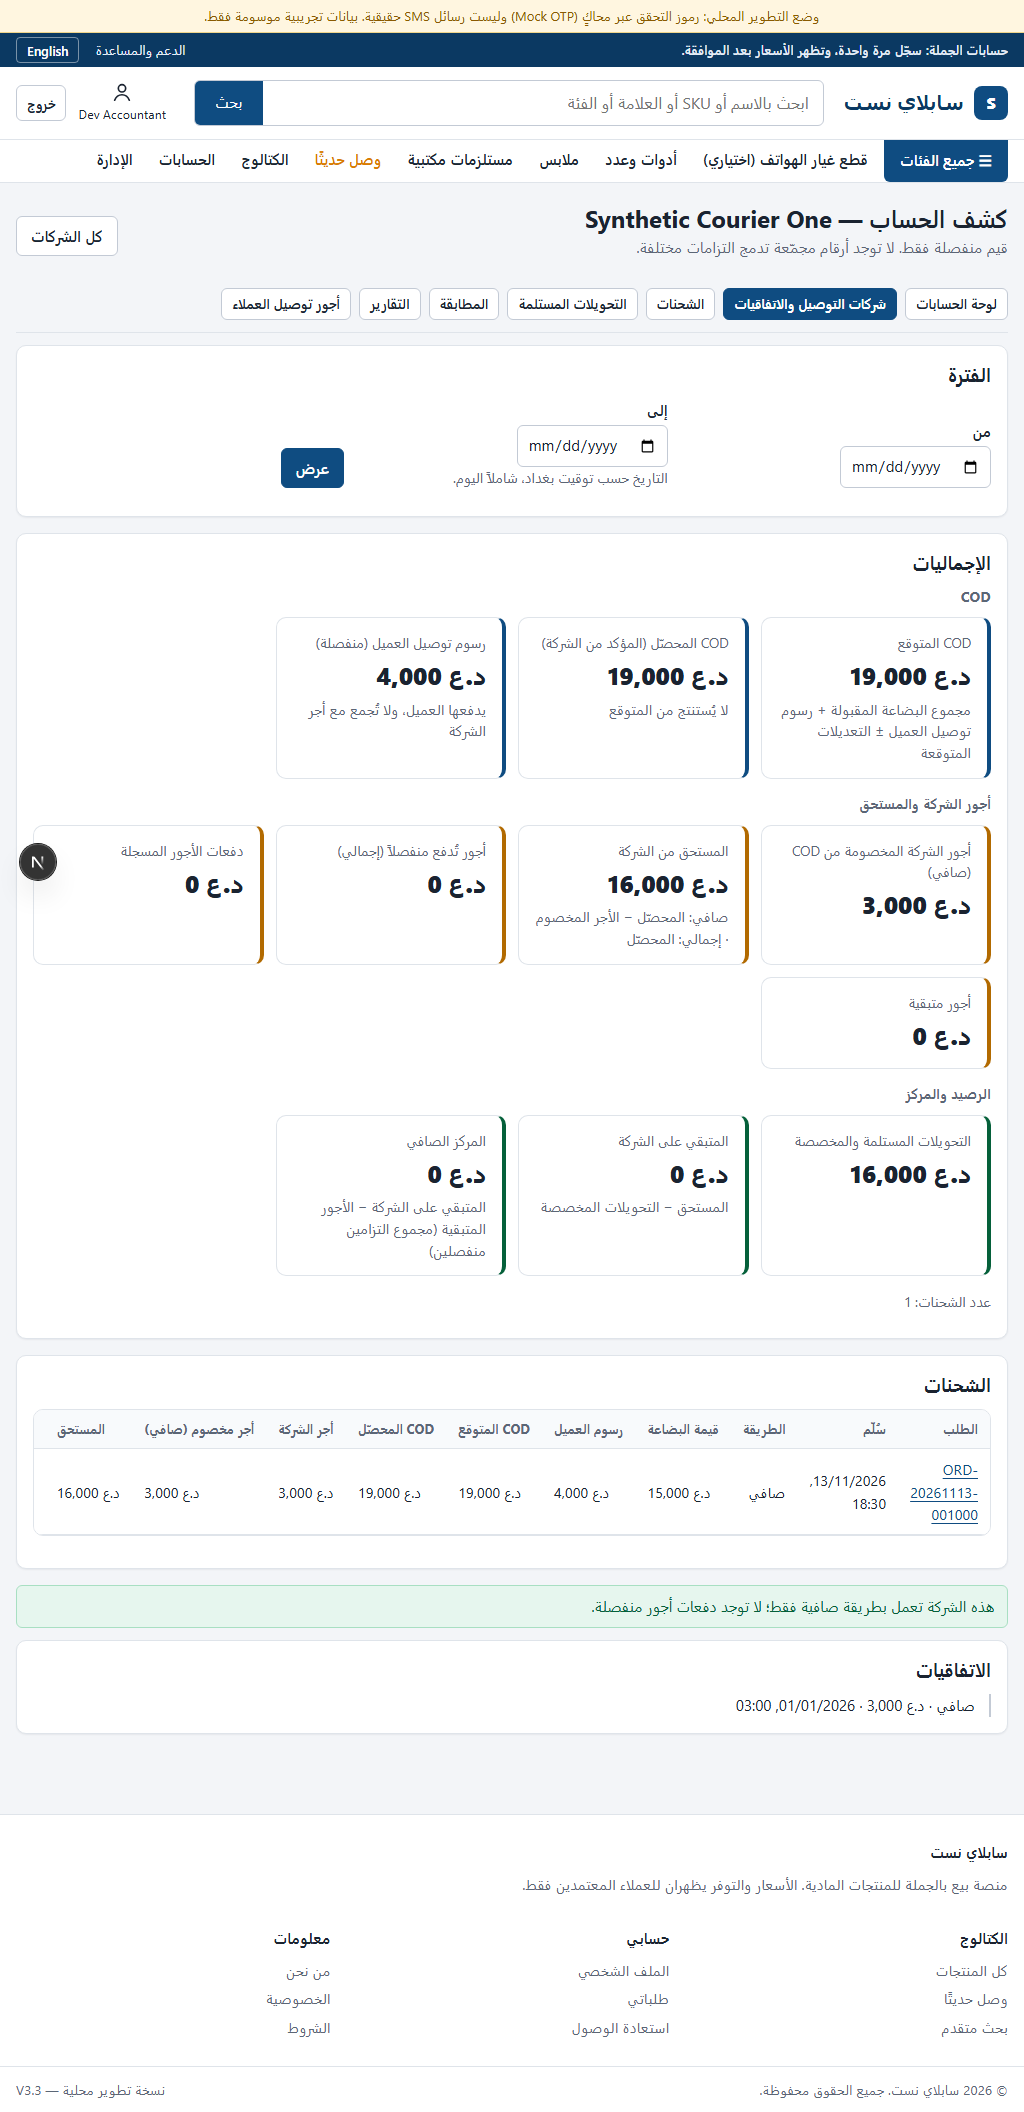 وضع التطوير المحلي: رموز التحقق عبر محاكٍ (Mock OTP) وليست رسائل SMS حقيقية. بيانات تجريبية موسومة فقط.
حسابات الجملة: سجّل مرة واحدة، وتظهر الأسعار بعد الموافقة.
الدعم والمساعدة
English
S
سابلاي نست
ابحث بالاسم أو SKU أو العلامة أو الفئة
بحث
Dev Accountant
خروج
☰ جميع الفئات
قطع غيار الهواتف (اختياري)
أدوات وعدد
ملابس
مستلزمات مكتبية
وصل حديثًا
الكتالوج
الحسابات
الإدارة
كشف الحساب — Synthetic Courier One
قيم منفصلة فقط. لا توجد أرقام مجمّعة تدمج التزامات مختلفة.
كل الشركات
لوحة الحسابات
شركات التوصيل والاتفاقيات
الشحنات
التحويلات المستلمة
المطابقة
التقارير
أجور توصيل العملاء
الفترة
من
mm/dd/yyyy
إلى
mm/dd/yyyy
التاريخ حسب توقيت بغداد، شاملاً اليوم.
عرض
الإجماليات
COD
COD المتوقع
د.ع 19,000
مجموع البضاعة المقبولة + رسوم
توصيل العميل ± التعديلات
المتوقعة
COD المحصّل (المؤكد من الشركة)
د.ع 19,000
لا يُستنتج من المتوقع
رسوم توصيل العميل (منفصلة)
د.ع 4,000
يدفعها العميل، ولا تُجمع مع أجر
الشركة
أجور الشركة والمستحق
أجور الشركة المخصومة من COD
(صافي)
د.ع 3,000
المستحق من الشركة
د.ع 16,000
صافي: المحصّل − الأجر المخصوم
· إجمالي: المحصّل
أجور تُدفع منفصلاً (إجمالي)
د.ع 0
دفعات الأجور المسجلة
د.ع 0
N
أجور متبقية
د.ع 0
الرصيد والمركز
التحويلات المستلمة والمخصصة
د.ع 16,000
المتبقي على الشركة
د.ع 0
المستحق − التحويلات المخصصة
المركز الصافي
د.ع 0
المتبقي على الشركة − الأجور
المتبقية (مجموع التزامين
منفصلين)
عدد الشحنات: 1
الشحنات
الطلب سُلّم الطريقة قيمة البضاعة رسوم العميل COD المتوقع COD المحصّل أجر الشركة أجر مخصوم (صافي) المستحق
ORD-
20261113-
001000
13/11/2026,
18:30
صافي
د.ع 15,000
د.ع 4,000
د.ع 19,000
د.ع 19,000
د.ع 3,000
د.ع 3,000
د.ع 16,000
هذه الشركة تعمل بطريقة صافية فقط؛ لا توجد دفعات أجور منفصلة.
الاتفاقيات
صافي · د.ع 3,000 · 01/01/2026, 03:00
سابلاي نست
منصة بيع بالجملة للمنتجات المادية. الأسعار والتوفر يظهران للعملاء المعتمدين فقط.
الكتالوج
كل المنتجات
وصل حديثًا
بحث متقدم
حسابي
الملف الشخصي
طلباتي
استعادة الوصول
معلومات
من نحن
الخصوصية
الشروط
© 2026 سابلاي نست. جميع الحقوق محفوظة.
نسخة تطوير محلية — V3.3